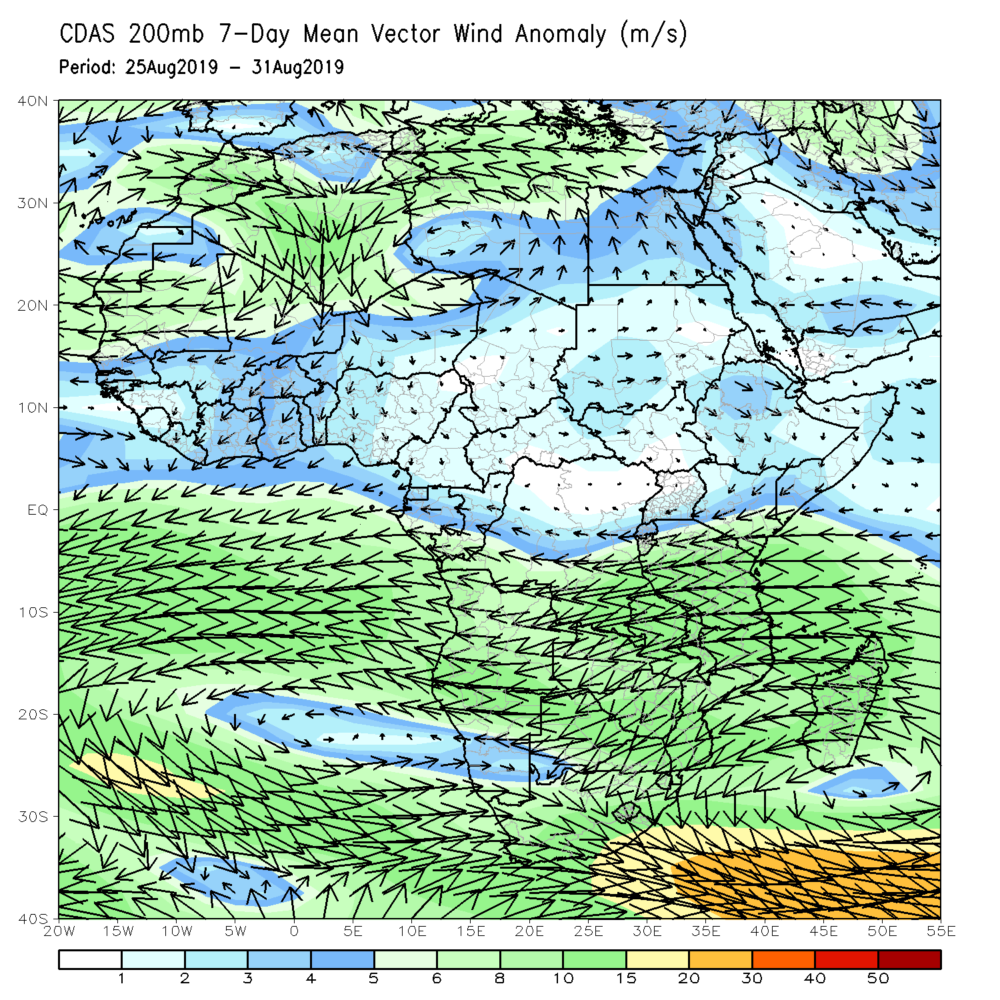 CDAS 200mb 7-Day Mean Vector Wind Anomaly (m/s)
Period: 25Aug2019 - 31Aug2019
40N
30N
20N
10N
EQ
10S
20S
30S
40S
20W 15W 10W 5W 0 5E 10E 15E 20E 25E 30E 35E 40E 45E 50E 55E
1 2 3 4 5 6 8 10 15 20 30 40 50